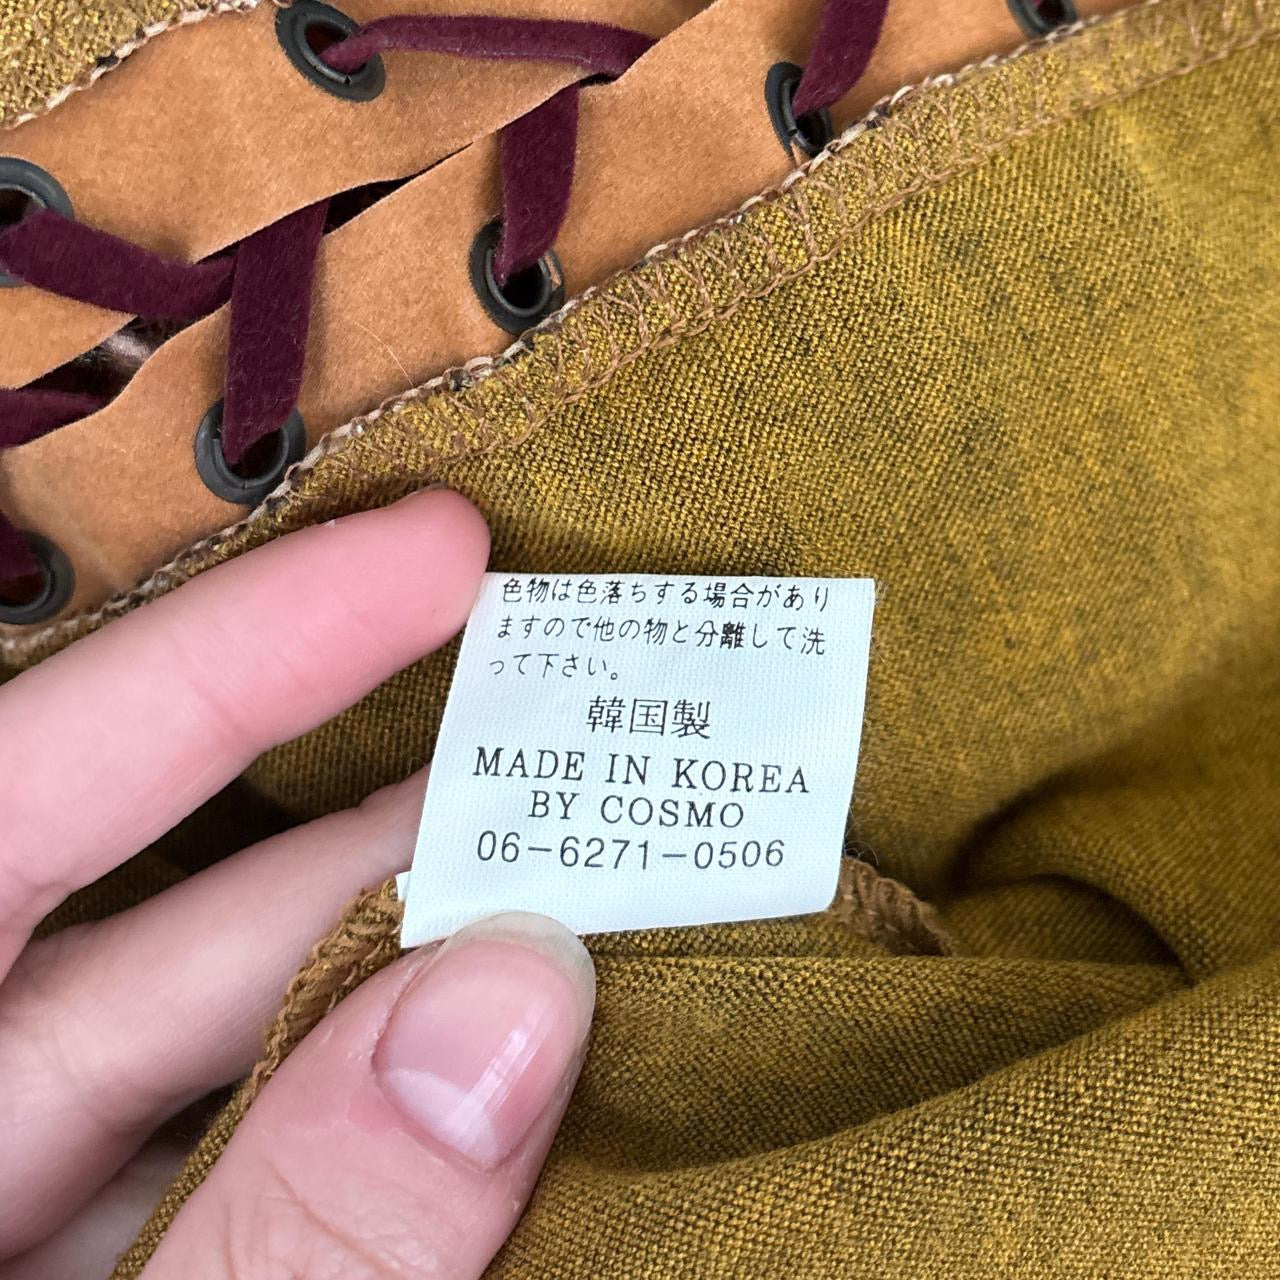 色物は色落ちする場合があり
ますので他の物と分離して洗
って下さい。
韓国製
MADE IN KOREA
BY COSMO
06-6271-0506